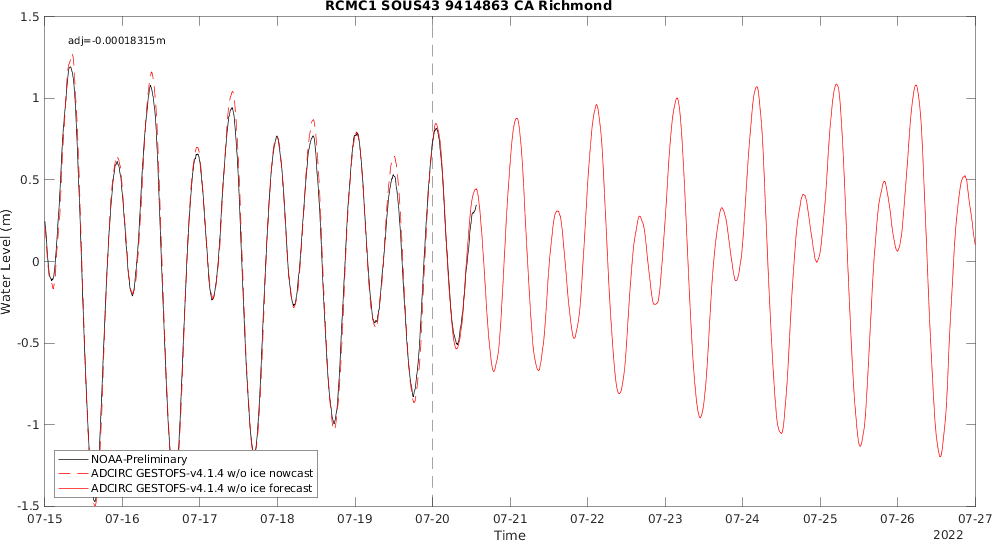 RCMC1 SOUS43 9414863 CA Richmond
adj=-0.00018315m
Water Level (m)
1.5
1
0.5
0
-0.5
-1
-1.5
NOAA-Preliminary
ADCIRC GESTOFS-v4.1.4 w/o ice nowcast
ADCIRC GESTOFS-v4.1.4 w/o ice forecast
07-15 07-16 07-17 07-18 07-19 07-20 07-21 07-22 07-23 07-24 07-25 07-26 07-27
Time
2022